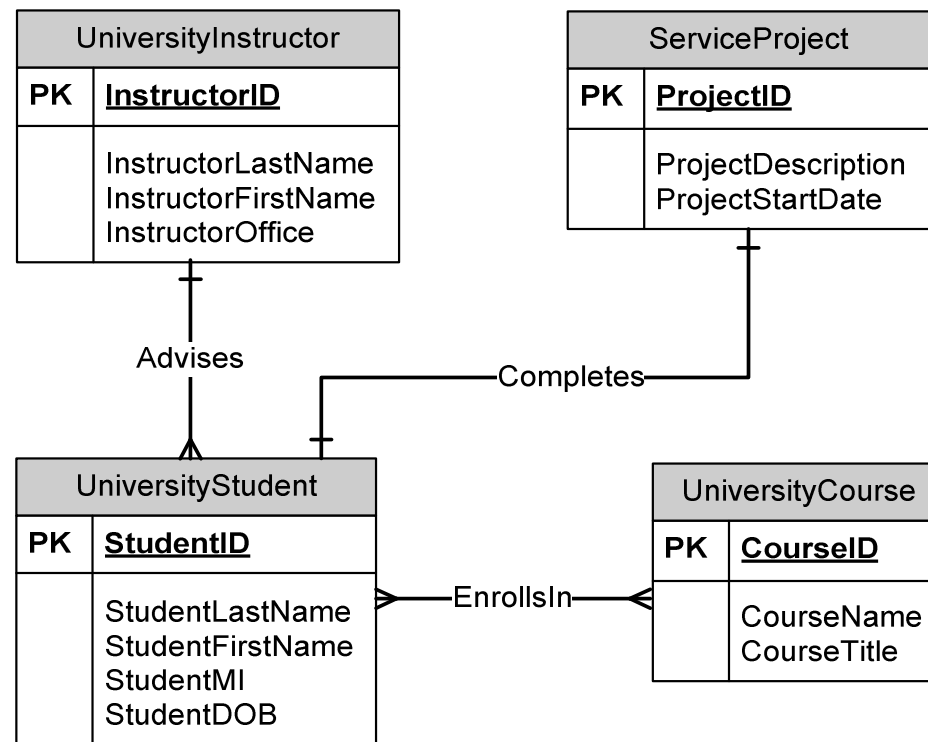 UniversityInstructor
PK InstructorID
InstructorLastName
InstructorFirstName
InstructorOffice
ServiceProject
PK ProjectID
ProjectDescription
ProjectStartDate
Advises
Completes
UniversityStudent
PK StudentID
StudentLastName
StudentFirstName
StudentMI
StudentDOB
EnrollsIn
UniversityCourse
PK CourseID
CourseName
CourseTitle